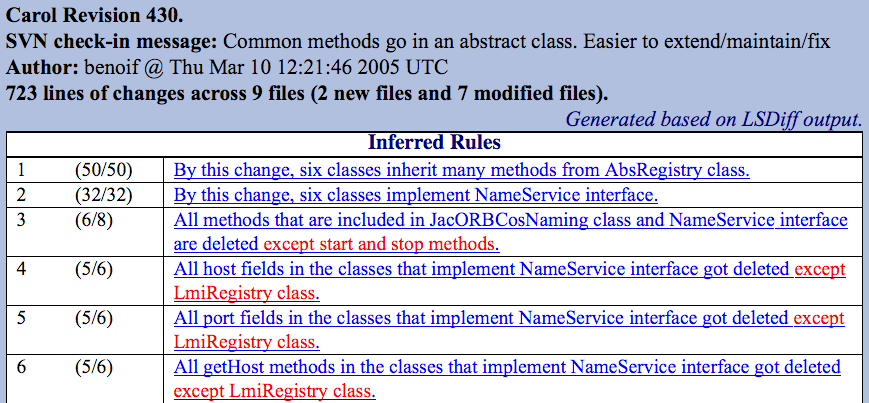 Carol Revision 430.
SVN check-in message: Common methods go in an abstract class. Easier to extend/maintain/fix
Author: benoif @ Thu Mar 10 12:21:46 2005 UTC
723 lines of changes across 9 files (2 new files and 7 modified files).
Generated based on LSDiff output.
Inferred Rules
1 (50/50) By this change, six classes inherit many methods from AbsRegistry class.
2 (32/32) By this change, six classes implement NameService interface.
3 (6/8) All methods that are included in JacORBCosNaming class and NameService interface
are deleted except start and stop methods.
4 (5/6) All host fields in the classes that implement NameService interface got deleted except
LmiRegistry class.
5 (5/6) All port fields in the classes that implement NameService interface got deleted except
LmiRegistry class.
6 (5/6) All getHost methods in the classes that implement NameService interface got deleted
except LmiRegistry class.